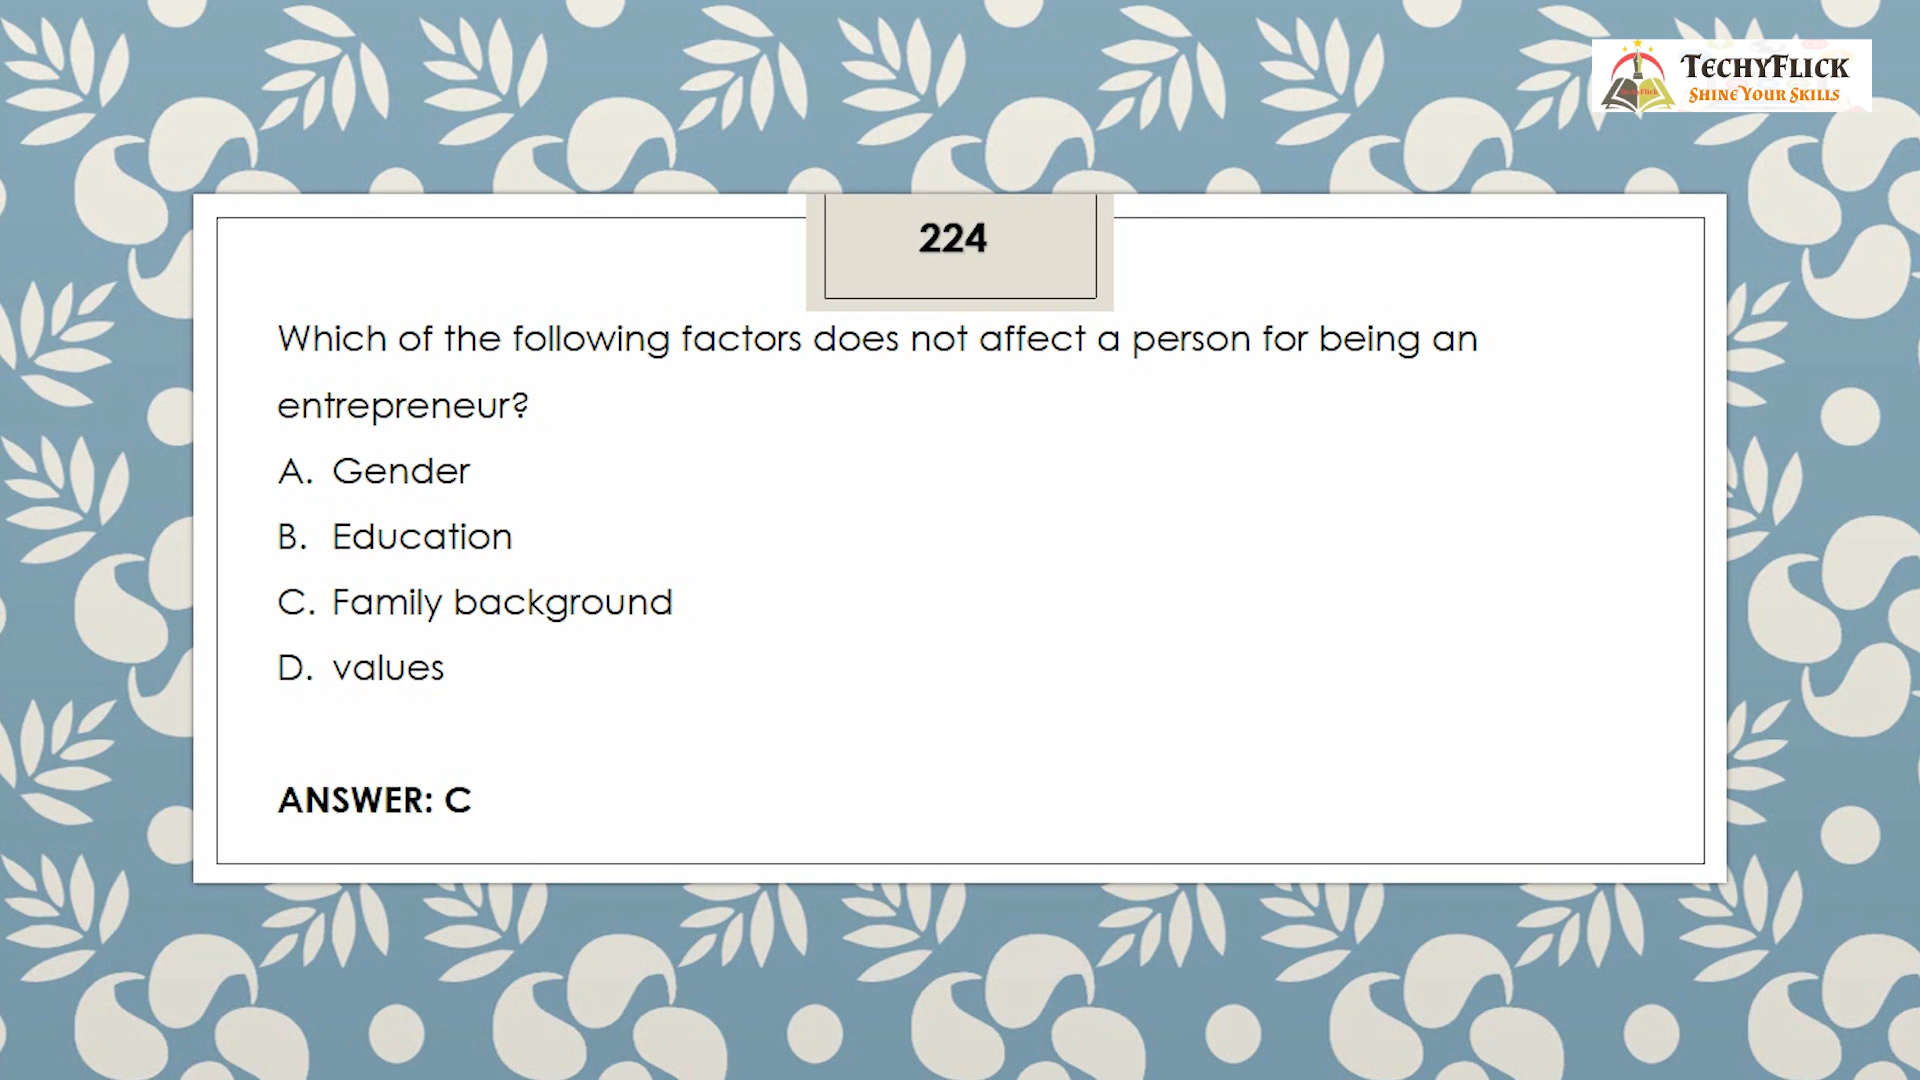 TECHYFLICK
SHINE YOUR SKILLS
224
Which of the following factors does not affect a person for being an
entrepreneur?
A. Gender
B. Education
C. Family background
D. values
ANSWER: C